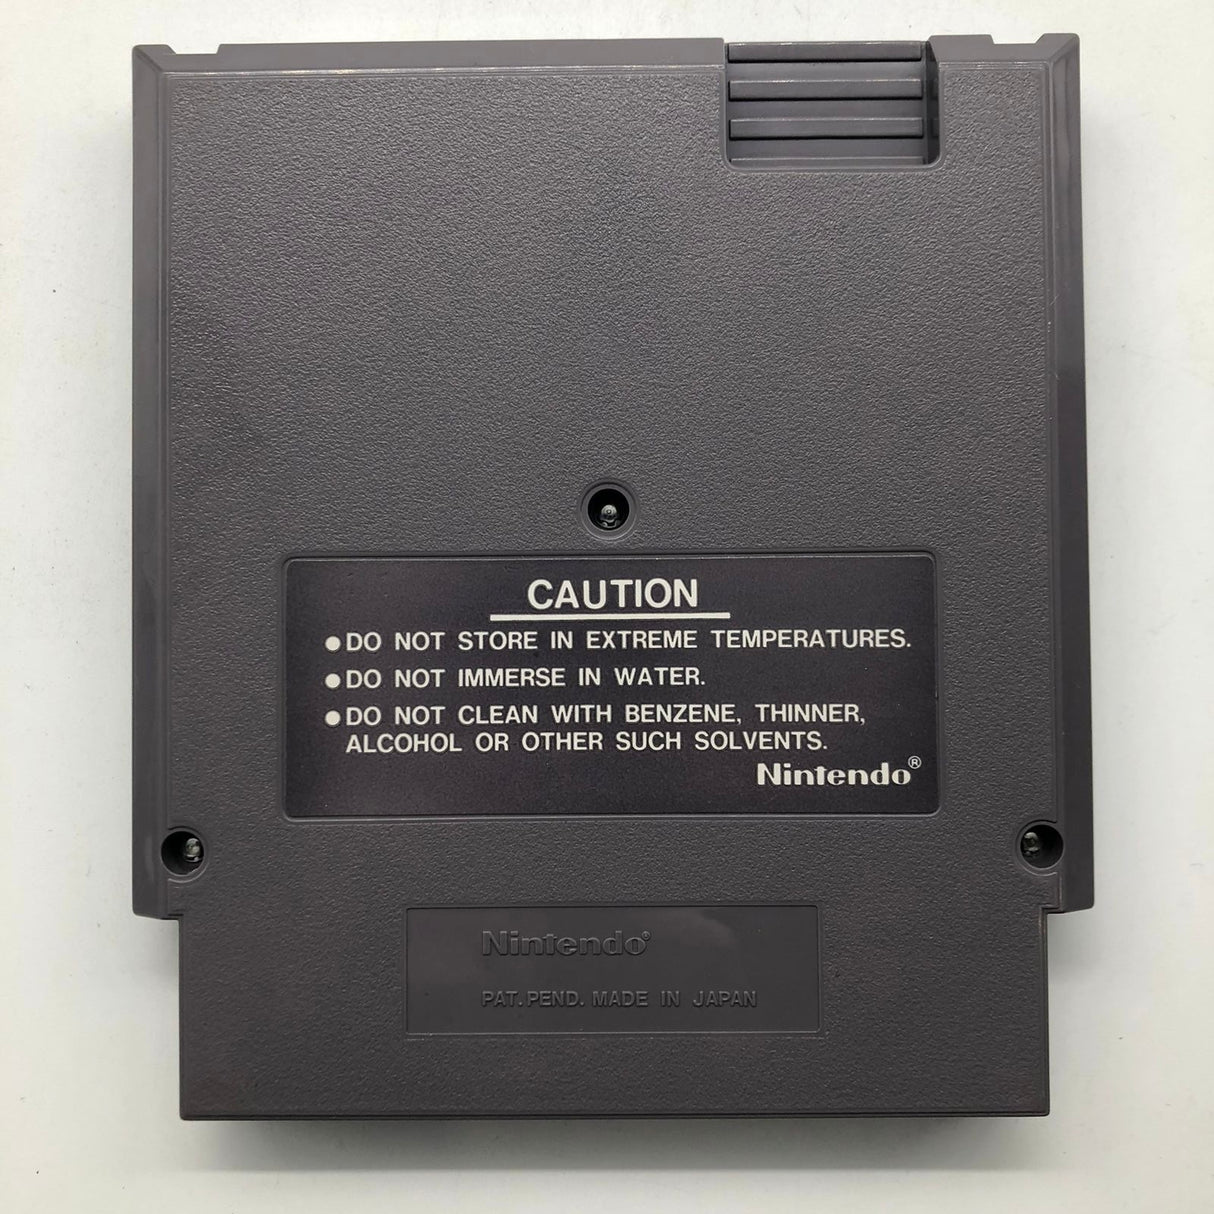 CAUTION
●DO NOT STORE IN EXTREME TEMPERATURES.
●DO NOT IMMERSE IN WATER.
●DO NOT CLEAN WITH BENZENE, THINNER,
ALCOHOL OR OTHER SUCH SOLVENTS.
Nintendo®
Nintendo®
PAT. PEND. MADE IN JAPAN